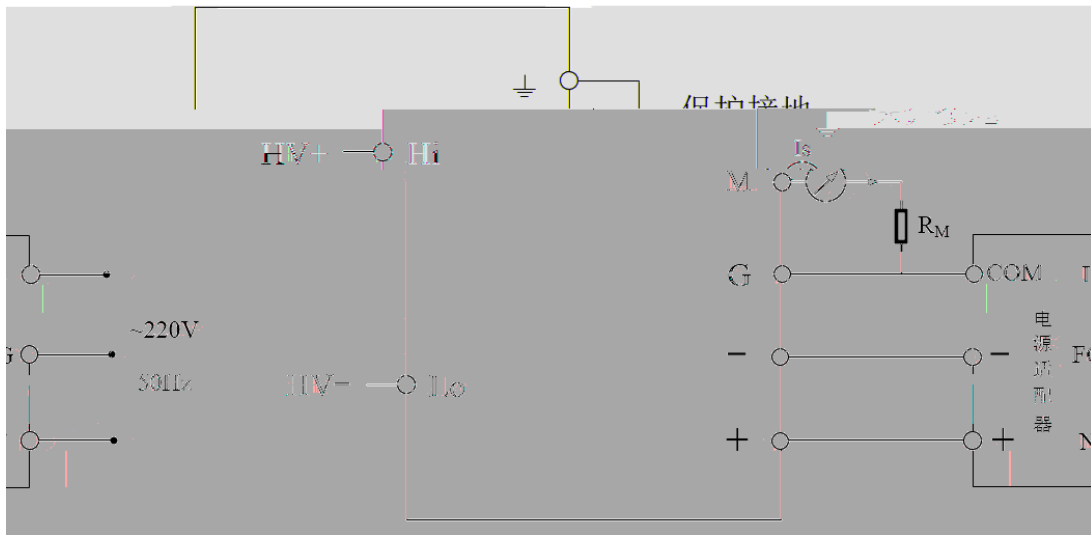 保护接地
HV+
Hi
Is
M
RM
G
COM
~220V
50Hz
HV-
Lo
-
-
+
+
电源适配器